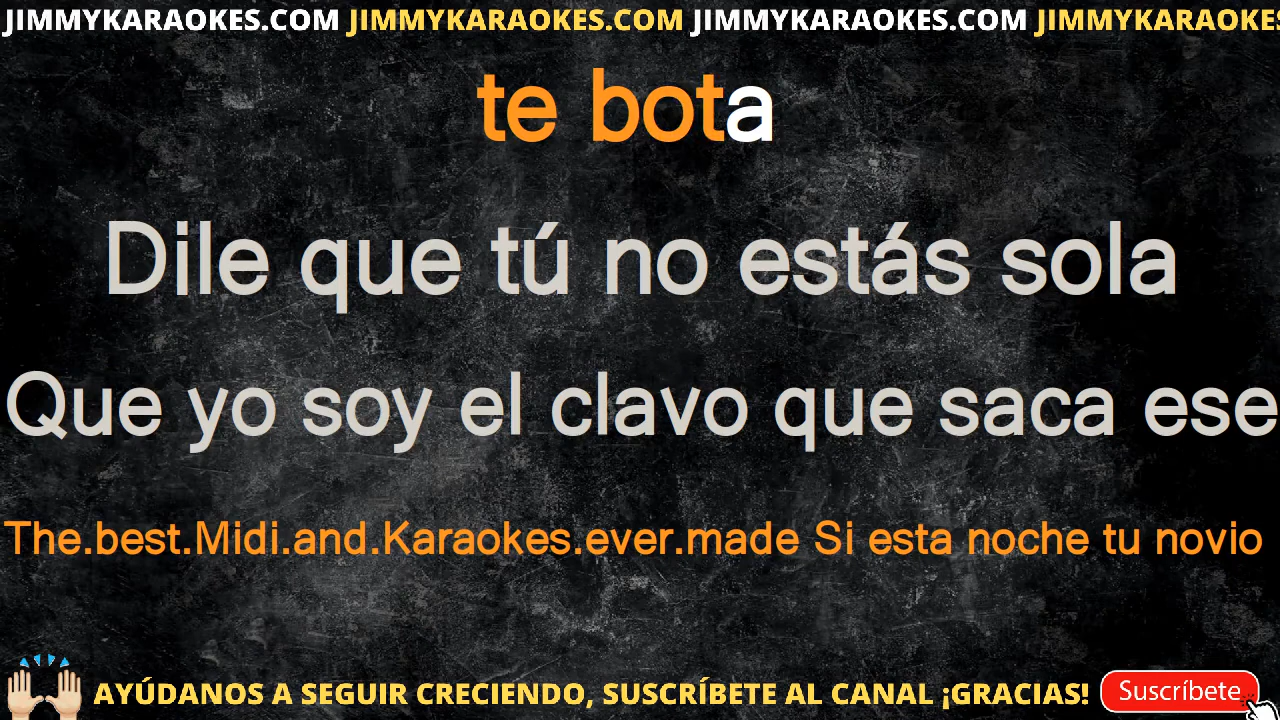 JIMMYKARAOKES.COM JIMMYKARAOKES.COM JIMMYKARAOKES.COM JIMMYKARAOKES
te bota
Dile que tú no estás sola
Que yo soy el clavo que saca ese
The.best.Midi.and.Karaokes.ever.made Si esta noche tu novio
AYÚDANOS A SEGUIR CRECIENDO, SUSCRÍBETE AL CANAL ¡GRACIAS! Suscríbete